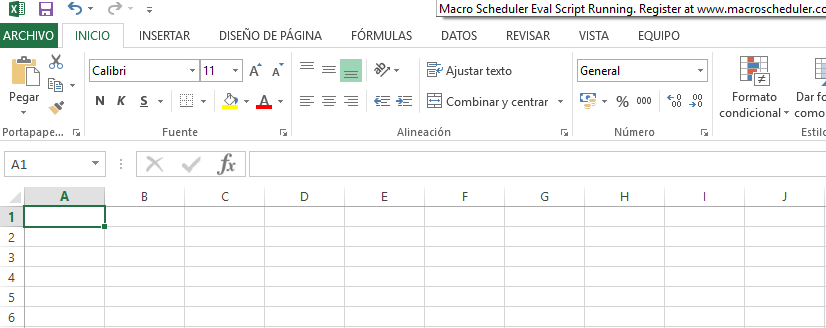 Macro Scheduler Eval Script Running. Register at www.macroscheduler.co
ARCHIVO INICIO INSERTAR DISEÑO DE PÁGINA FÓRMULAS DATOS REVISAR VISTA EQUIPO
Calibri 11 A A Ajustar texto General
Pegar N K S A Combinar y centrar % 000 Formato condicional Dar fo como
Portapape... Fuente Alineación Número Estilo
A1 fx
A B C D E F G H I J
1
2
3
4
5
6